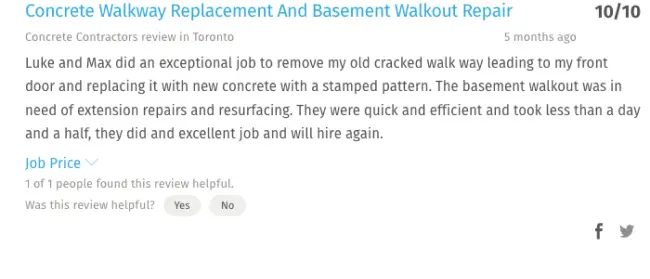 Concrete Walkway Replacement And Basement Walkout Repair 10/10
Concrete Contractors review in Toronto 5 months ago
Luke and Max did an exceptional job to remove my old cracked walk way leading to my front
door and replacing it with new concrete with a stamped pattern. The basement walkout was in
need of extension repairs and resurfacing. They were quick and efficient and took less than a day
and a half, they did and excellent job and will hire again.
Job Price
1 of 1 people found this review helpful.
Was this review helpful? Yes No